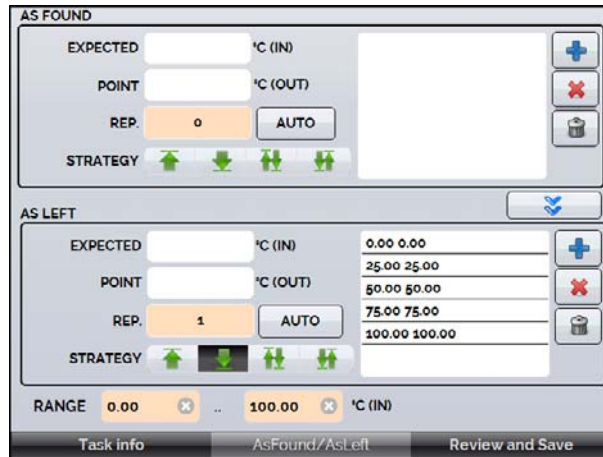 AS FOUND
EXPECTED °C (IN)
POINT °C (OUT)
REP. 0 AUTO
STRATEGY
AS LEFT
EXPECTED °C (IN)
POINT °C (OUT)
REP. 1 AUTO
STRATEGY
0.00 0.00
25.00 25.00
50.00 50.00
75.00 75.00
100.00 100.00
RANGE 0.00 .. 100.00 °C (IN)
Task info AsFound/AsLeft Review and Save